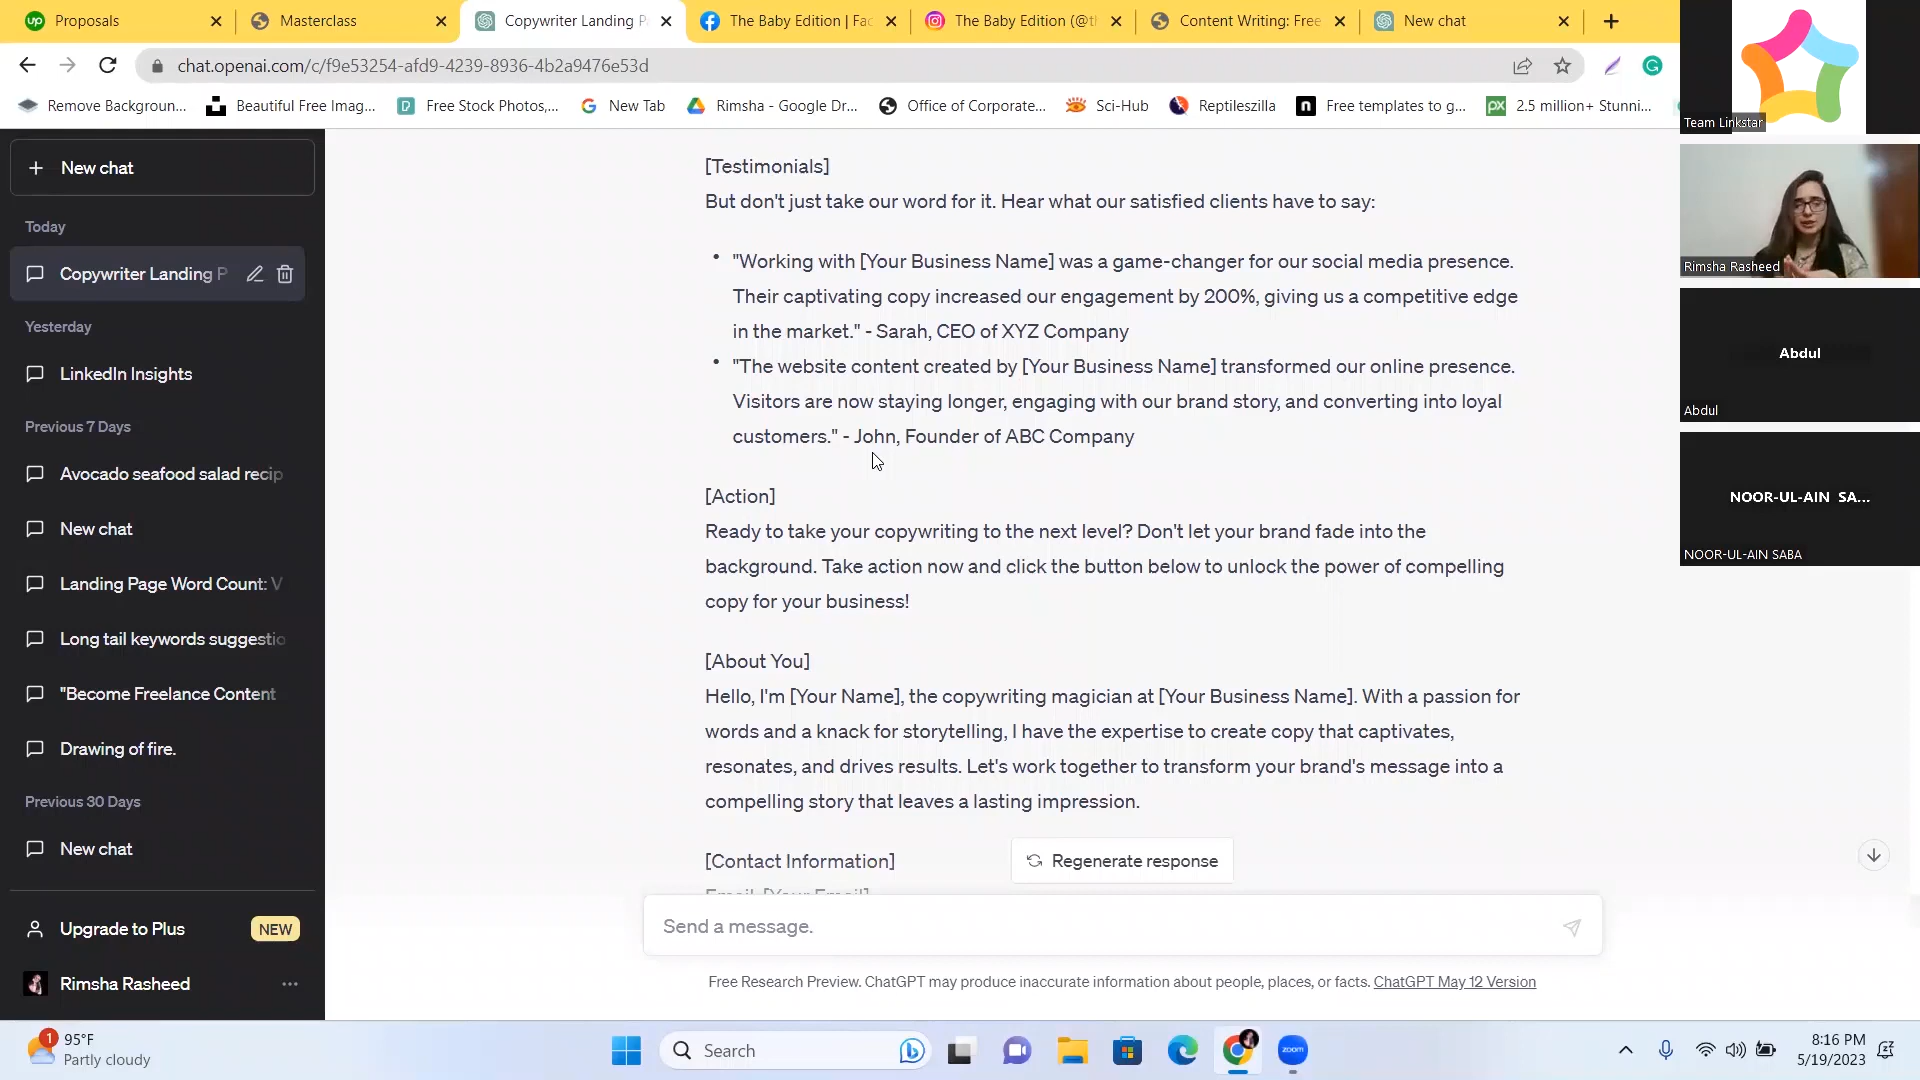 Proposals
Masterclass
Copywriter Landing P
The Baby Edition | Fac
The Baby Edition (@t
Content Writing: Free
New chat
chat.openai.com/c/f9e53254-afd9-4239-8936-4b2a9476e53d
Remove Backgroun...
Beautiful Free Imag...
Free Stock Photos,...
New Tab
Rimsha - Google Dr...
Office of Corporate...
Sci-Hub
Reptileszilla
Free templates to g...
2.5 million+ Stunni...
Team Linkstar
Rimsha Rasheed
Abdul
Abdul
NOOR-UL-AIN SA...
NOOR-UL-AIN SABA
New chat
Today
Copywriter Landing P
Yesterday
LinkedIn Insights
Previous 7 Days
Avocado seafood salad recip
New chat
Landing Page Word Count: V
Long tail keywords suggestio
"Become Freelance Content
Drawing of fire.
Previous 30 Days
New chat
Upgrade to Plus
NEW
Rimsha Rasheed
[Testimonials]
But don't just take our word for it. Hear what our satisfied clients have to say:
• "Working with [Your Business Name] was a game-changer for our social media presence.
Their captivating copy increased our engagement by 200%, giving us a competitive edge
in the market." - Sarah, CEO of XYZ Company
• "The website content created by [Your Business Name] transformed our online presence.
Visitors are now staying longer, engaging with our brand story, and converting into loyal
customers." - John, Founder of ABC Company
[Action]
Ready to take your copywriting to the next level? Don't let your brand fade into the
background. Take action now and click the button below to unlock the power of compelling
copy for your business!
[About You]
Hello, I'm [Your Name], the copywriting magician at [Your Business Name]. With a passion for
words and a knack for storytelling, I have the expertise to create copy that captivates,
resonates, and drives results. Let's work together to transform your brand's message into a
compelling story that leaves a lasting impression.
[Contact Information]
Email: [Your Email]
Regenerate response
Send a message.
Free Research Preview. ChatGPT may produce inaccurate information about people, places, or facts. ChatGPT May 12 Version
1
95°F
Partly cloudy
Search
zoom
8:16 PM
5/19/2023